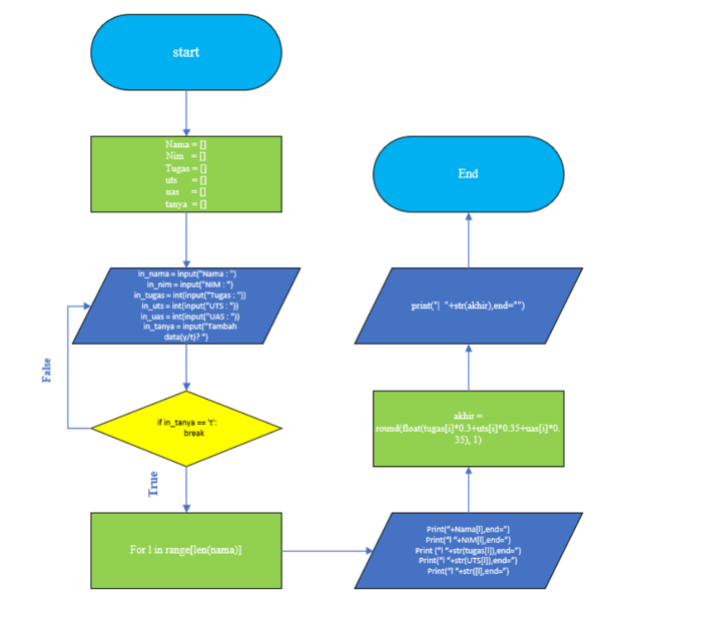 start
Nama = []
Nim = []
Tugas = []
uts = []
uas = []
tanya = []
in_nama = input("Nama : ")
in_nim = input("NIM : ")
in_tugas = int(input("Tugas : "))
in_uts = int(input("UTS : "))
in_uas = int(input("UAS : "))
in_tanya = input("Tambah
data(y/t)? ")
False
if in_tanya == 't':
break
True
For l in range[len(nama)]
Print("+Nama[l],end=")
Print("l "+NIM[l],end=")
Print ("l "+str(tugas[l]),end=")
Print("l "+str(UTS[l]),end=")
Print("l "+str([l],end=")
akhir =
round(float(tugas[i]*0.3+uts[i]*0.35+uas[i]*0.
35), 1)
print("| "+str(akhir),end="")
End